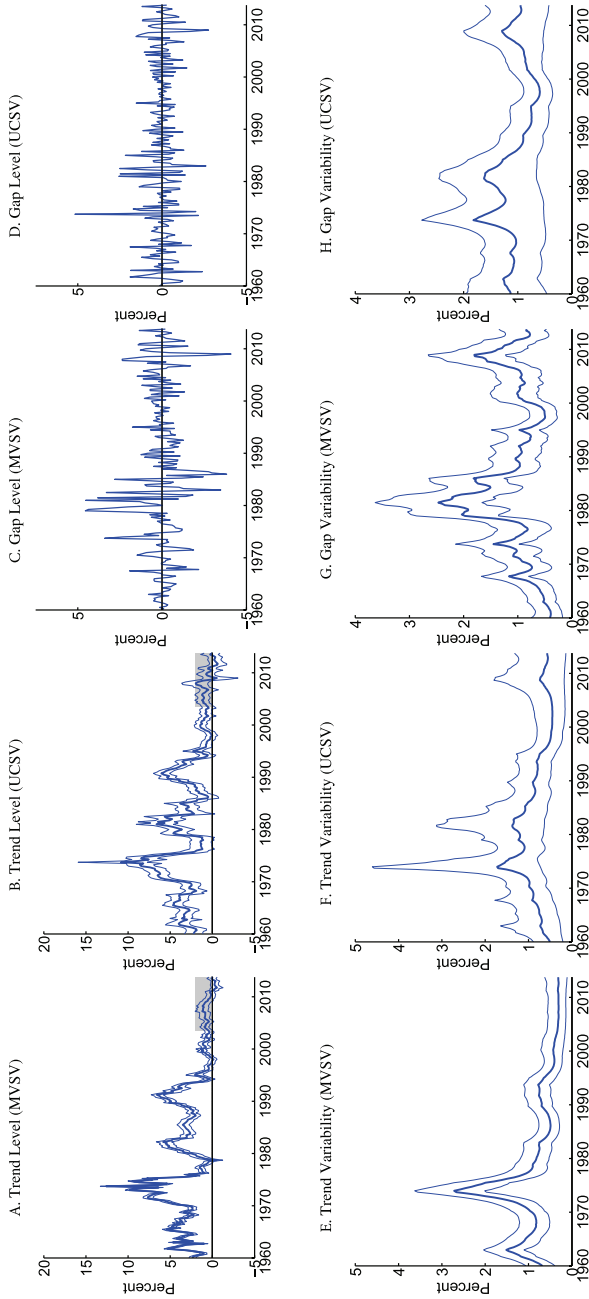 A. Trend Level (MVSV)
Percent
20
15
10
5
0
–5
1960 1970 1980 1990 2000 2010
B. Trend Level (UCSV)
Percent
20
15
10
5
0
–5
1960 1970 1980 1990 2000 2010
C. Gap Level (MVSV)
Percent
5
0
–5
1960 1970 1980 1990 2000 2010
D. Gap Level (UCSV)
Percent
5
0
–5
1960 1970 1980 1990 2000 2010
E. Trend Variability (MVSV)
Percent
5
4
3
2
1
0
1960 1970 1980 1990 2000 2010
F. Trend Variability (UCSV)
Percent
5
4
3
2
1
0
1960 1970 1980 1990 2000 2010
G. Gap Variability (MVSV)
Percent
4
3
2
1
0
1960 1970 1980 1990 2000 2010
H. Gap Variability (UCSV)
Percent
4
3
2
1
0
1960 1970 1980 1990 2000 2010